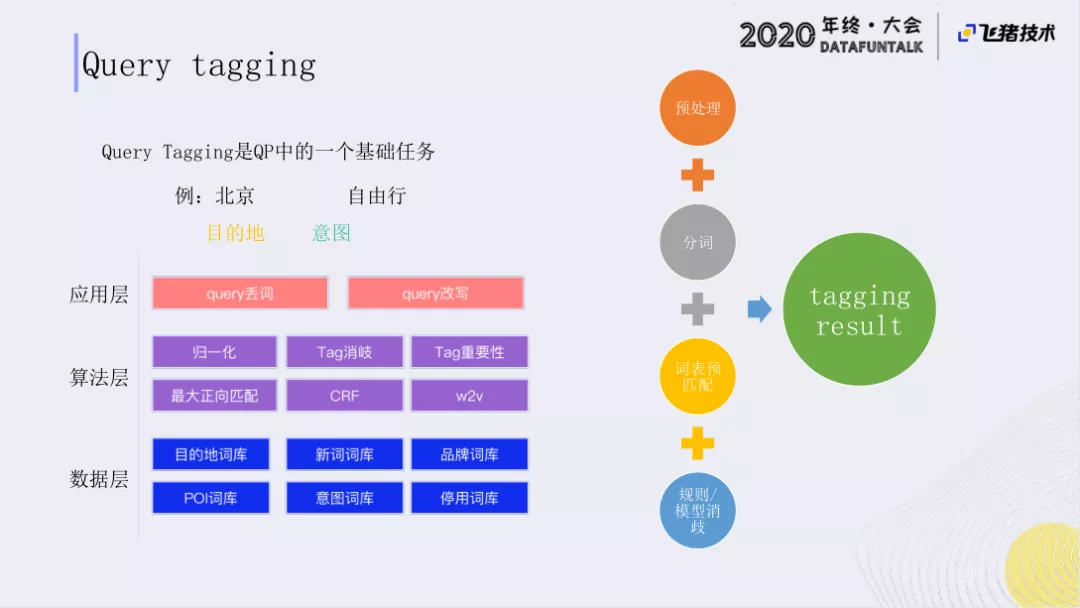 2020 年终·大会
DATAFUNTALK
飞猪技术
Query tagging
Query Tagging是QP中的一个基础任务
例：北京 自由行
目的地 意图
应用层
query丢词 query改写
算法层
归一化 Tag消岐 Tag重要性
最大正向匹配 CRF w2v
数据层
目的地词库 新词词库 品牌词库
POI词库 意图词库 停用词库
预处理
分词
词表预
匹配
规则/
模型消
歧
tagging
result